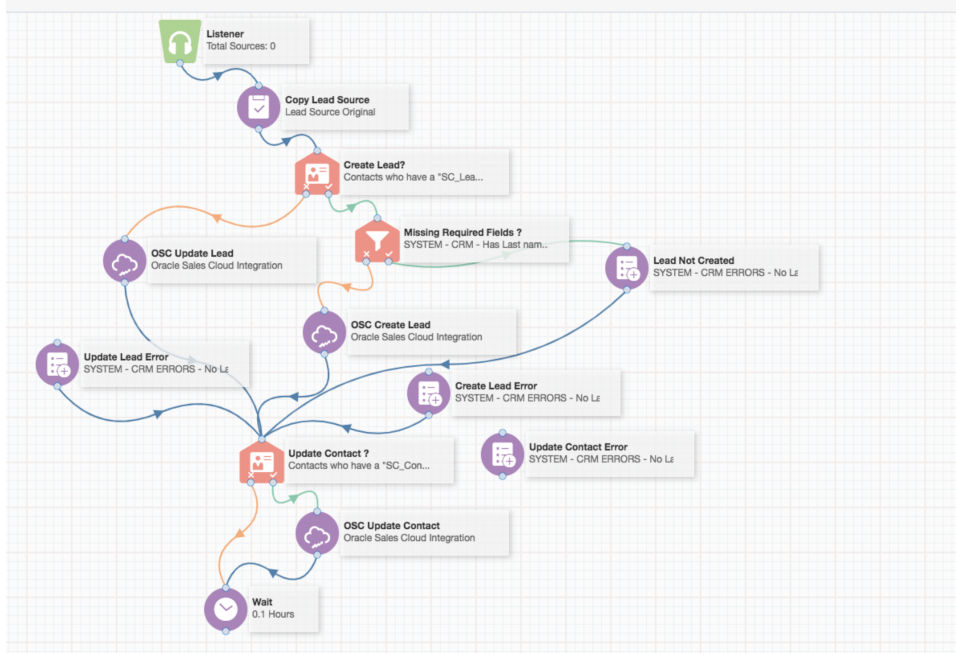 Listener
Total Sources: 0
Copy Lead Source
Lead Source Original
Create Lead?
Contacts who have a "SC_Lea...
Missing Required Fields ?
SYSTEM - CRM - Has Last nam..
OSC Update Lead
Oracle Sales Cloud Integration
Lead Not Created
SYSTEM - CRM ERRORS - No La
OSC Create Lead
Oracle Sales Cloud Integration
Update Lead Error
SYSTEM - CRM ERRORS - No La
Create Lead Error
SYSTEM - CRM ERRORS - No La
Update Contact ?
Contacts who have a "SC_Con...
Update Contact Error
SYSTEM - CRM ERRORS - No La
OSC Update Contact
Oracle Sales Cloud Integration
Wait
0.1 Hours